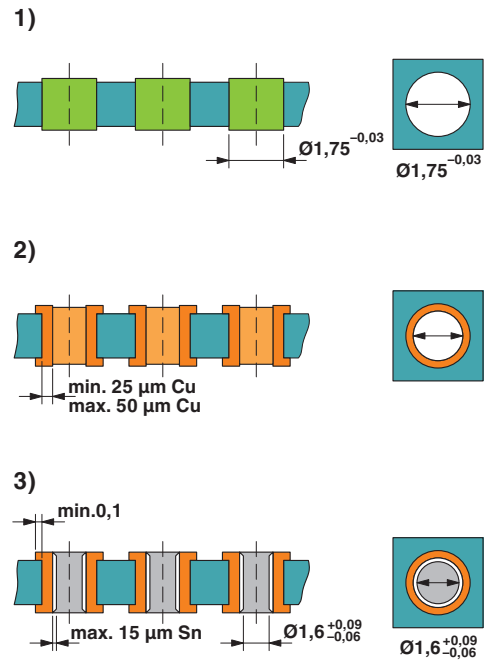 1)
Ø1,75 –0,03
Ø1,75 –0,03
2)
min. 25 µm Cu
max. 50 µm Cu
3)
min.0,1
max. 15 µm Sn
Ø1,6 +0,09 –0,06
Ø1,6 +0,09 –0,06